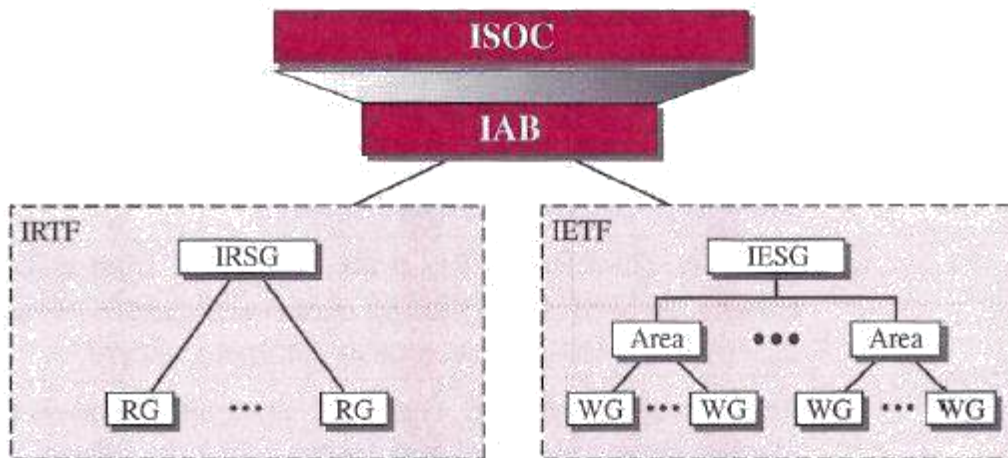 ISOC
IAB
IRTF
IETF
IRSG
IESG
Area ••• Area
RG ••• RG
WG ••• WG WG ••• WG